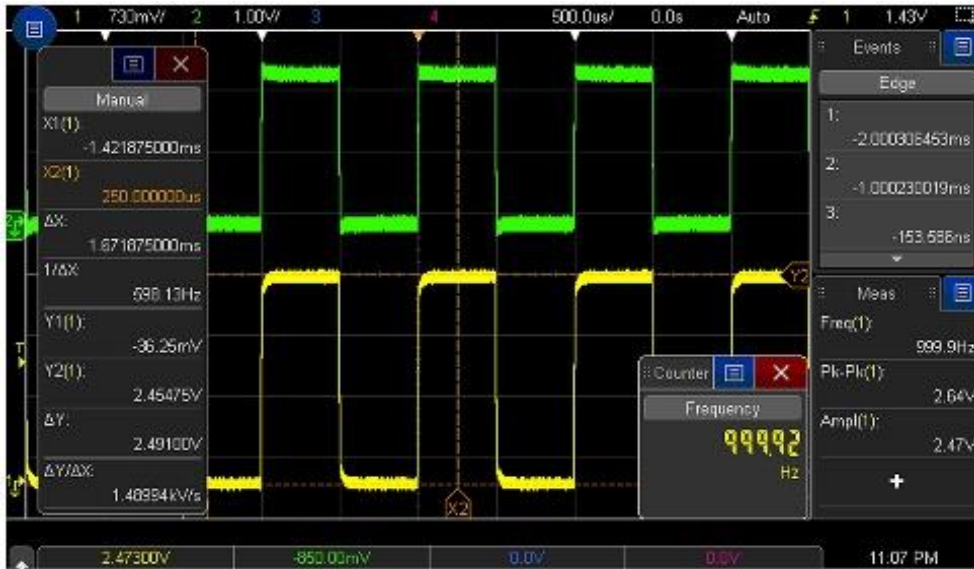 1 730mV/ 2 1.00V/ 3 4 500.0us/ 0.0s Auto 1 1.43V
Manual
X1(1):
-1.421875000ms
X2(1):
250.000000us
ΔX:
1.671875000ms
1/ΔX:
598.13Hz
Y1(1):
-36.25mV
Y2(1):
2.45475V
ΔY:
2.49100V
ΔY/ΔX:
1.48994kV/s
2
T
1
Y2
X2
Counter
Frequency
999.92
Hz
Events
Edge
1:
-2.000306453ms
2:
-1.000230019ms
3:
-153.586ns
Meas
Freq(1):
999.9Hz
Pk-Pk(1):
2.64V
Ampl(1):
2.47V
+
2.47300V -850.00mV 0.0V 0.0V 11:07 PM